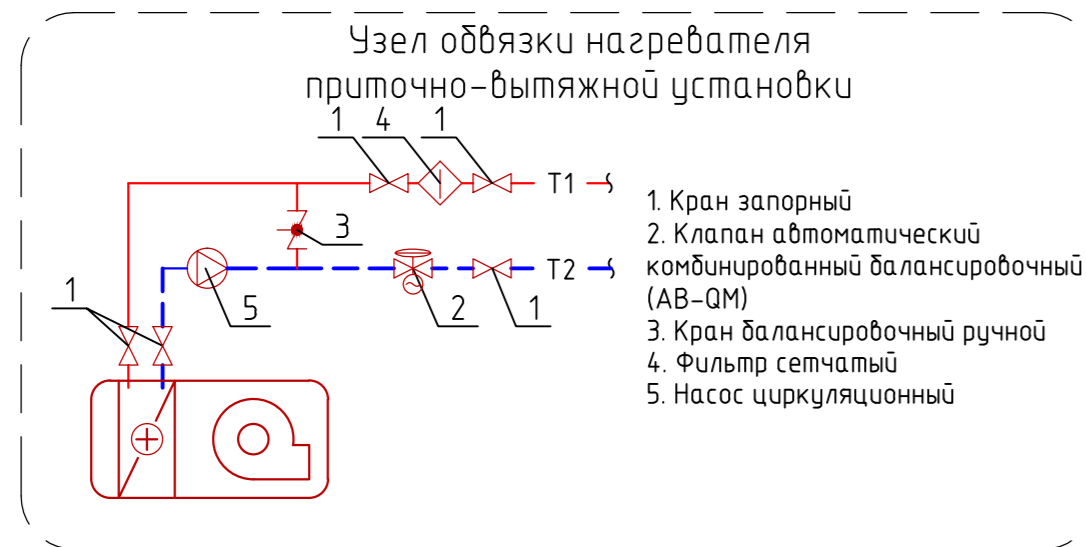 Узел обвязки нагревателя
приточно-вытяжной установки
1 4 1
T1
3
1
5
2
1
T2
1. Кран запорный
2. Клапан автоматический
комбинированный балансировочный
(AB-QM)
3. Кран балансировочный ручной
4. Фильтр сетчатый
5. Насос циркуляционный